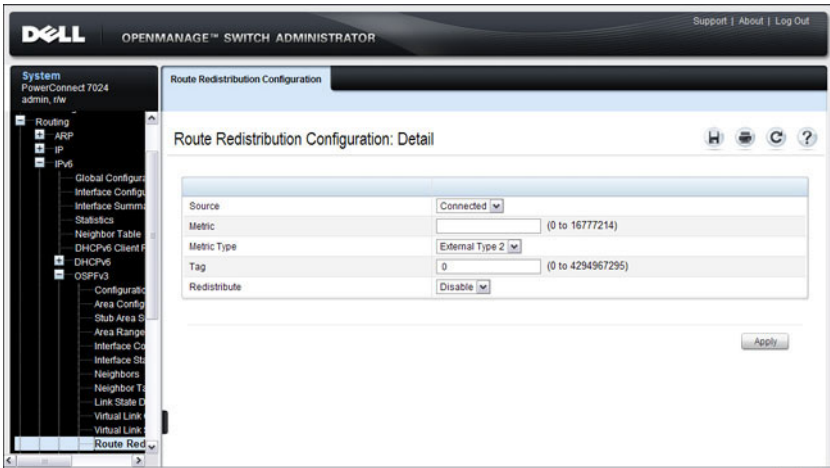 Support | About | Log Out
DELL
OPENMANAGE™ SWITCH ADMINISTRATOR
System
PowerConnect 7024
admin, r/w
Routing
ARP
IP
IPv6
Global Configura
Interface Configu
Interface Summa
Statistics
Neighbor Table
DHCPv6 Client
DHCPv6
OSPFv3
Configuratio
Area Config
Stub Area S
Area Range
Interface Co
Interface Sta
Neighbors
Neighbor Ta
Link State D
Virtual Link
Virtual Link
Route Red
Route Redistribution Configuration
Route Redistribution Configuration: Detail
Source Connected
Metric (0 to 16777214)
Metric Type External Type 2
Tag 0 (0 to 4294967295)
Redistribute Disable
Apply